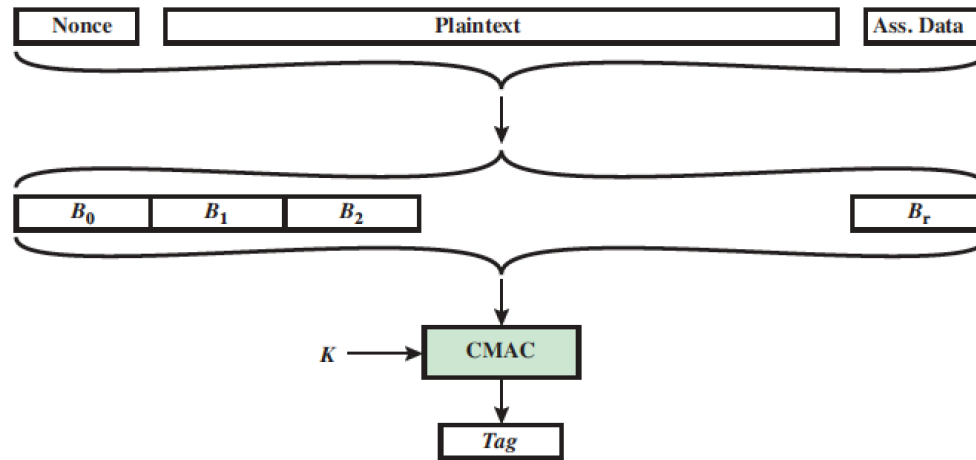 Nonce Plaintext Ass. Data
B₀ B₁ B₂ Bᵣ
K CMAC
Tag